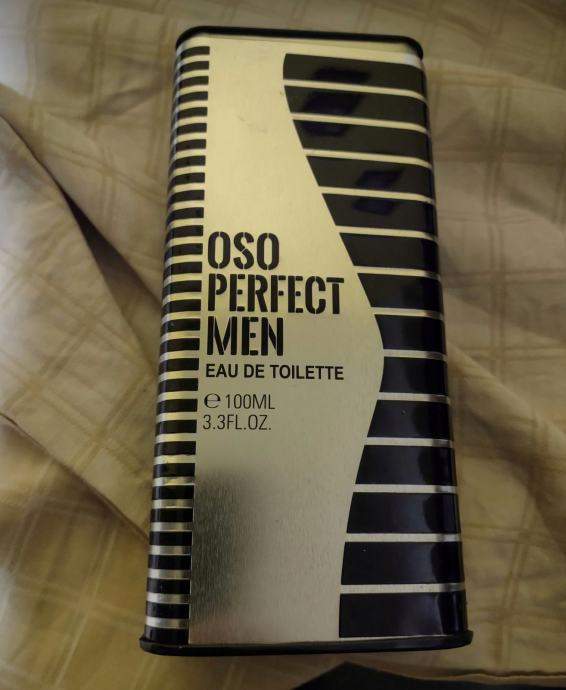 OSO
PERFECT
MEN
EAU DE TOILETTE
℮ 100ML
3.3FL.OZ.